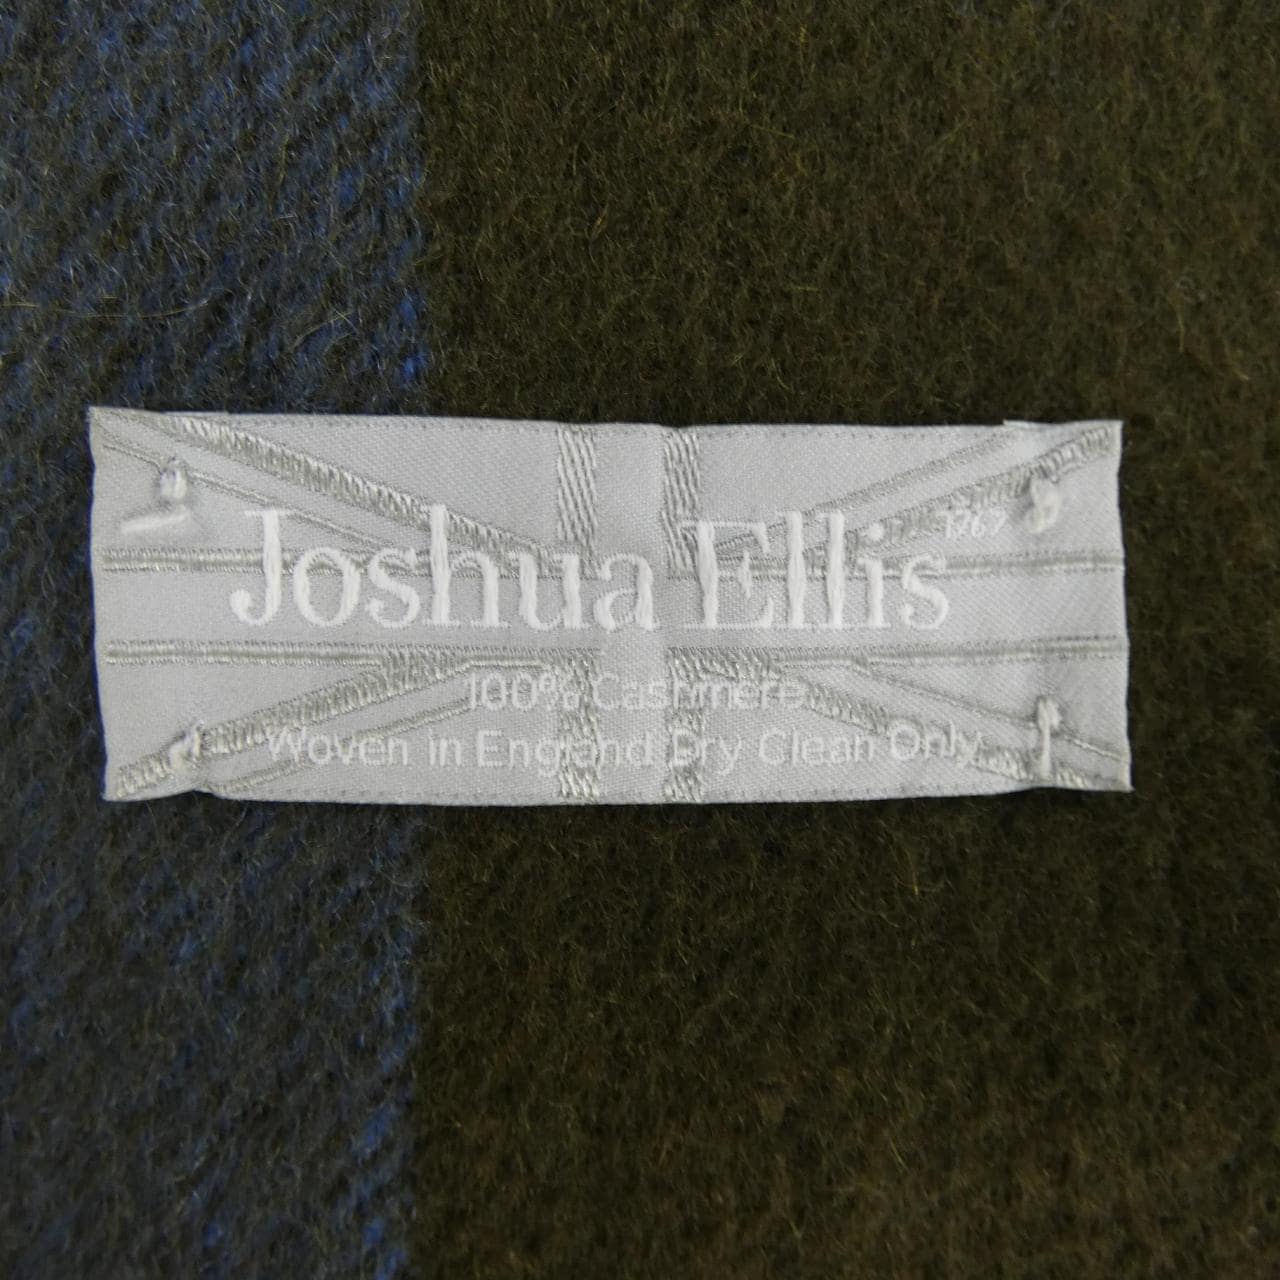 Joshua Ellis 1767
100% Cashmere
Woven in England Dry Clean Only